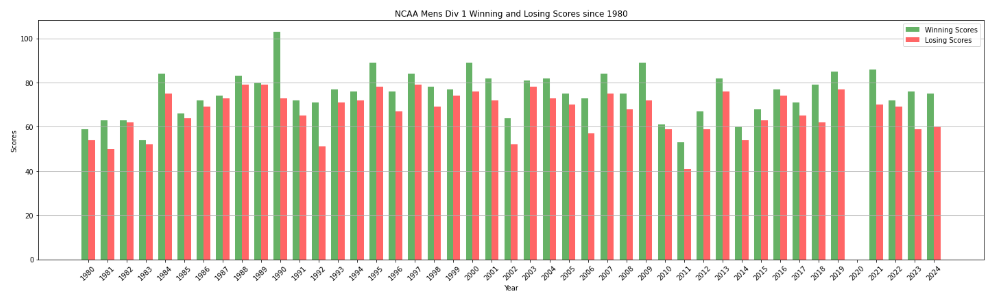 NCAA Mens Div 1 Winning and Losing Scores since 1980
Winning Scores
Losing Scores
Scores
100
80
60
40
20
0
1980 1981 1982 1983 1984 1985 1986 1987 1988 1989 1990 1991 1992 1993 1994 1995 1996 1997 1998 1999 2000 2001 2002 2003 2004 2005 2006 2007 2008 2009 2010 2011 2012 2013 2014 2015 2016 2017 2018 2019 2020 2021 2022 2023 2024
Year